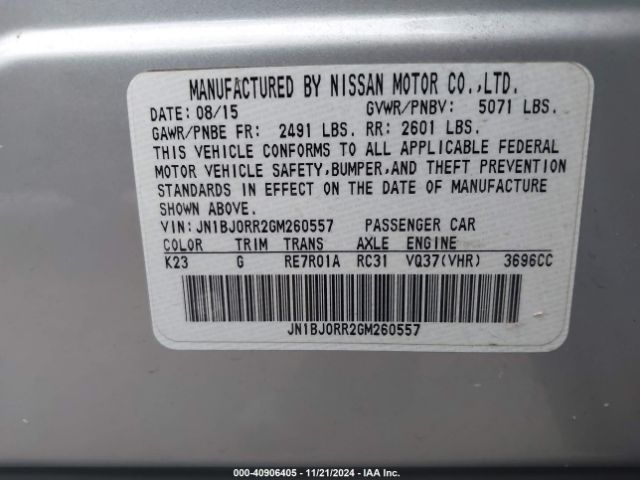 MANUFACTURED BY NISSAN MOTOR CO.,LTD.
DATE: 08/15 GVWR/PNBV: 5071 LBS.
GAWR/PNBE FR: 2491 LBS. RR: 2601 LBS.
THIS VEHICLE CONFORMS TO ALL APPLICABLE FEDERAL
MOTOR VEHICLE SAFETY,BUMPER,AND THEFT PREVENTION
STANDARDS IN EFFECT ON THE DATE OF MANUFACTURE
SHOWN ABOVE.
VIN: JN1BJ0RR2GM260557 PASSENGER CAR
COLOR TRIM TRANS AXLE ENGINE
K23 G RE7R01A RC31 VQ37(VHR) 3696CC
JN1BJ0RR2GM260557
000-40906405 - 11/21/2024 - IAA Inc.